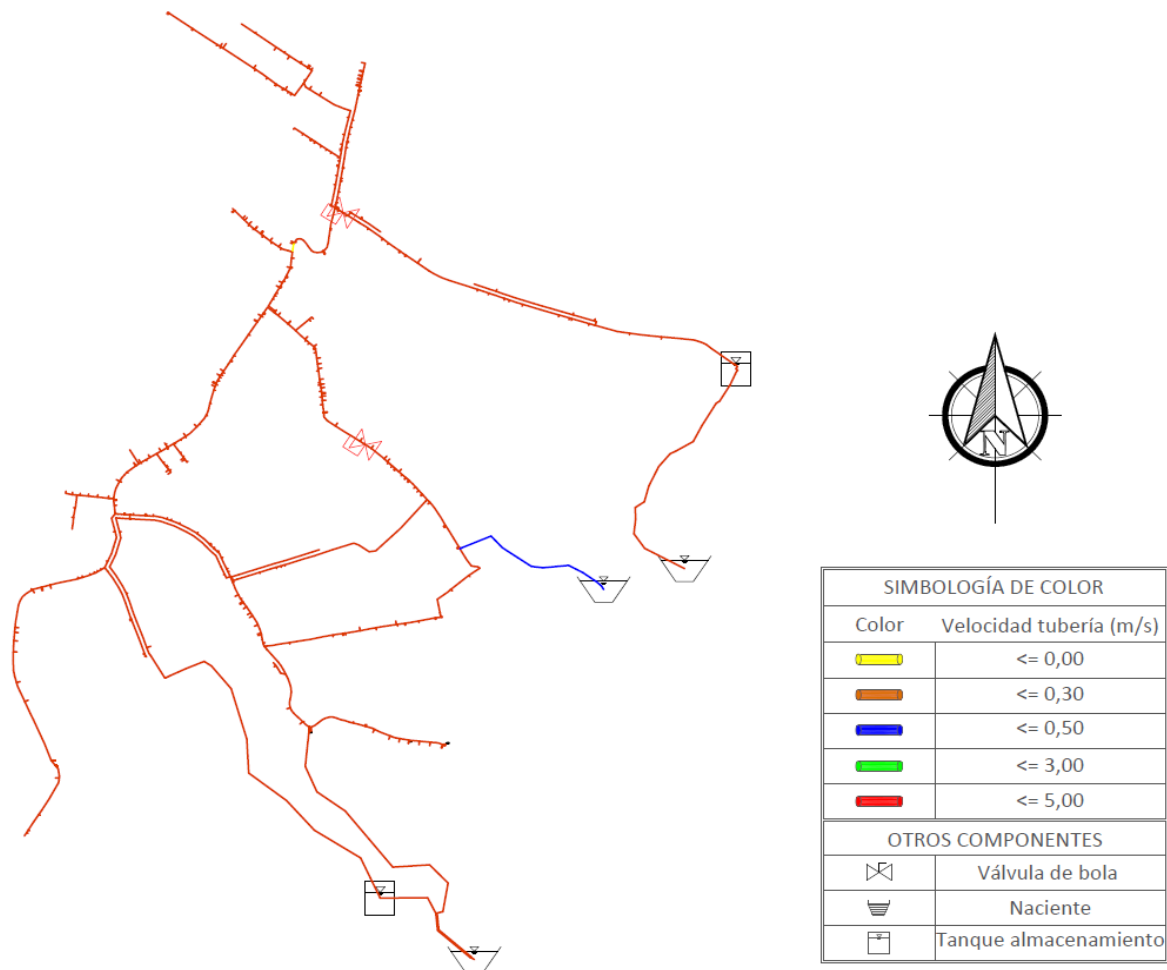 N
SIMBOLOGÍA DE COLOR
Color Velocidad tubería (m/s)
<= 0,00
<= 0,30
<= 0,50
<= 3,00
<= 5,00
OTROS COMPONENTES
Válvula de bola
Naciente
Tanque almacenamiento